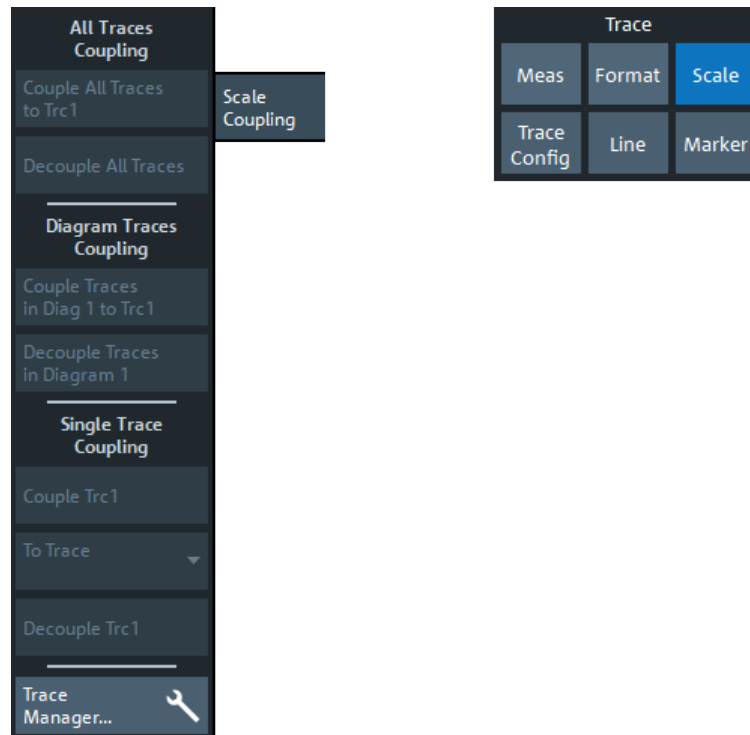 All Traces
Coupling
Couple All Traces
to Trc1
Decouple All Traces
Diagram Traces
Coupling
Couple Traces
in Diag 1 to Trc1
Decouple Traces
in Diagram 1
Single Trace
Coupling
Couple Trc1
To Trace
Decouple Trc1
Trace
Manager...
Scale
Coupling
Trace
Meas
Format
Scale
Trace
Config
Line
Marker